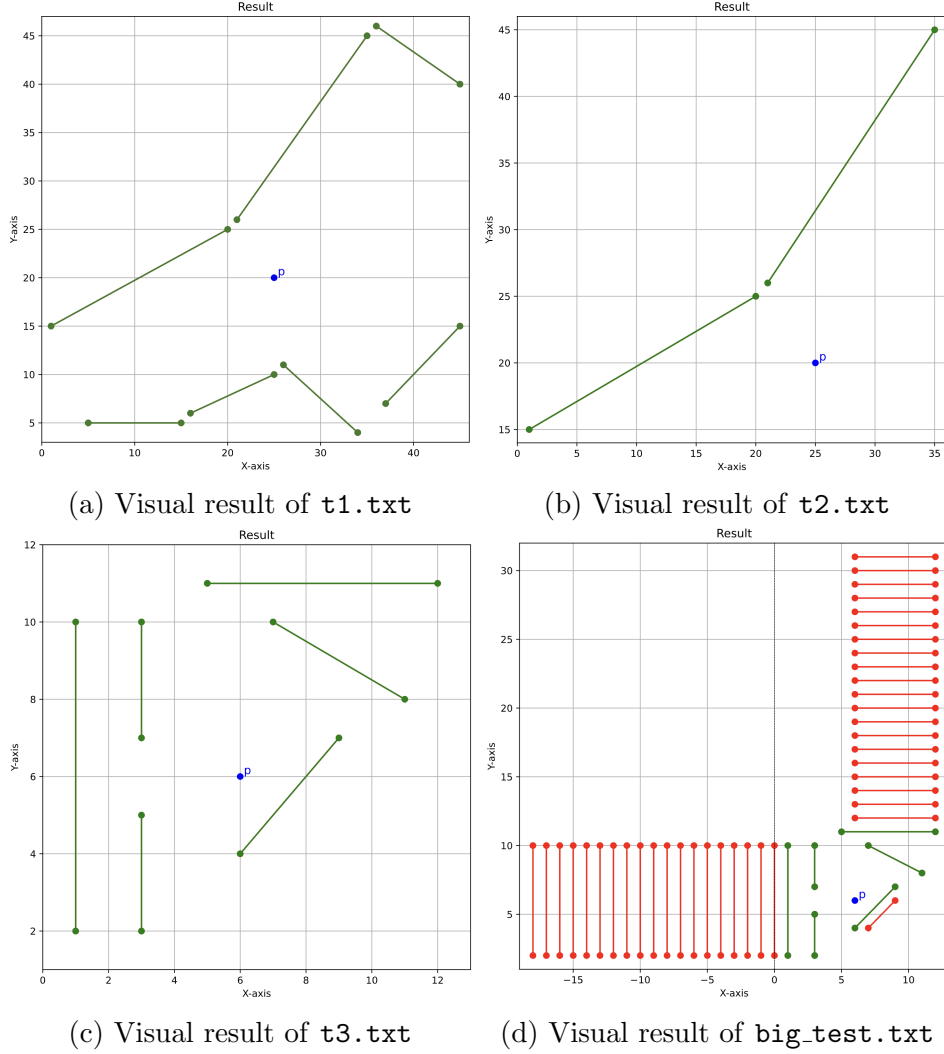 Result
45
40
35
30
25
20
15
10
5
0
10
20
30
40
Y-axis
X-axis
p
(a) Visual result of t1.txt
Result
45
40
35
30
25
20
15
0
5
10
15
20
25
30
35
Y-axis
X-axis
p
(b) Visual result of t2.txt
Result
12
10
8
6
4
2
0
2
4
6
8
10
12
Y-axis
X-axis
p
(c) Visual result of t3.txt
Result
30
25
20
15
10
5
−15
−10
−5
0
5
10
Y-axis
X-axis
p
(d) Visual result of big_test.txt